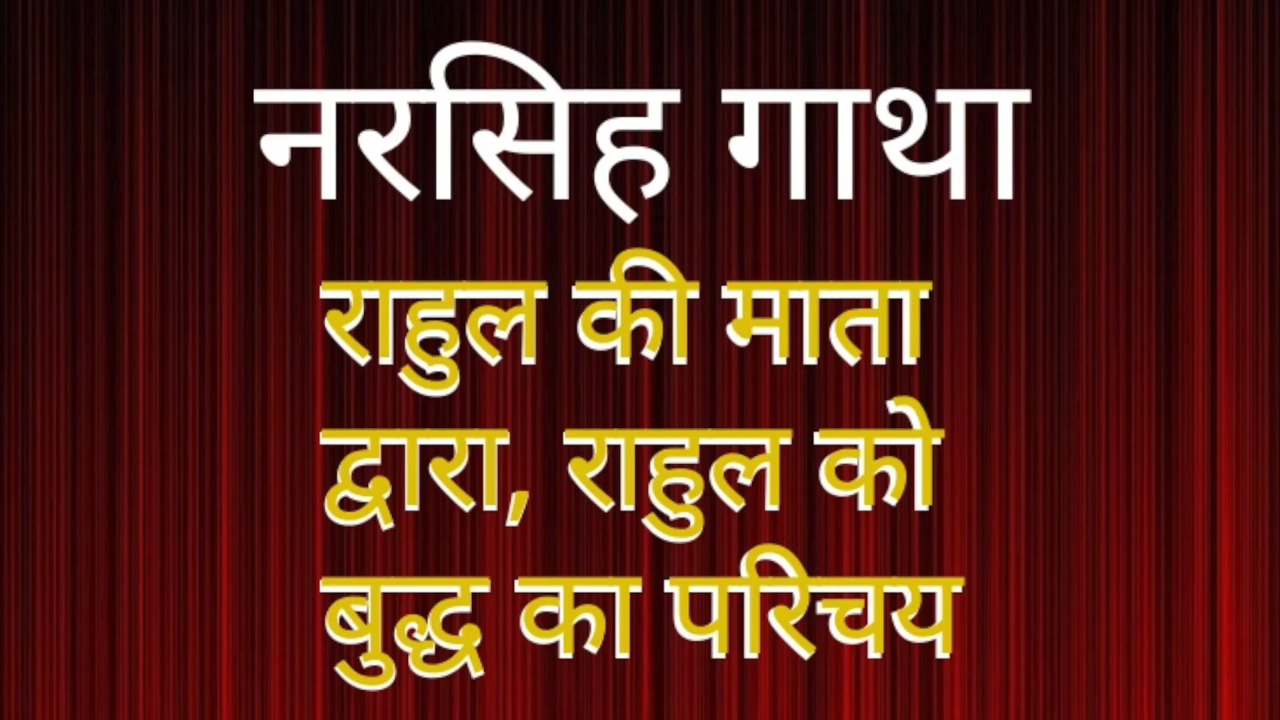 नरसिह गाथा
राहुल की माता
द्वारा, राहुल को
बुद्ध का परिचय